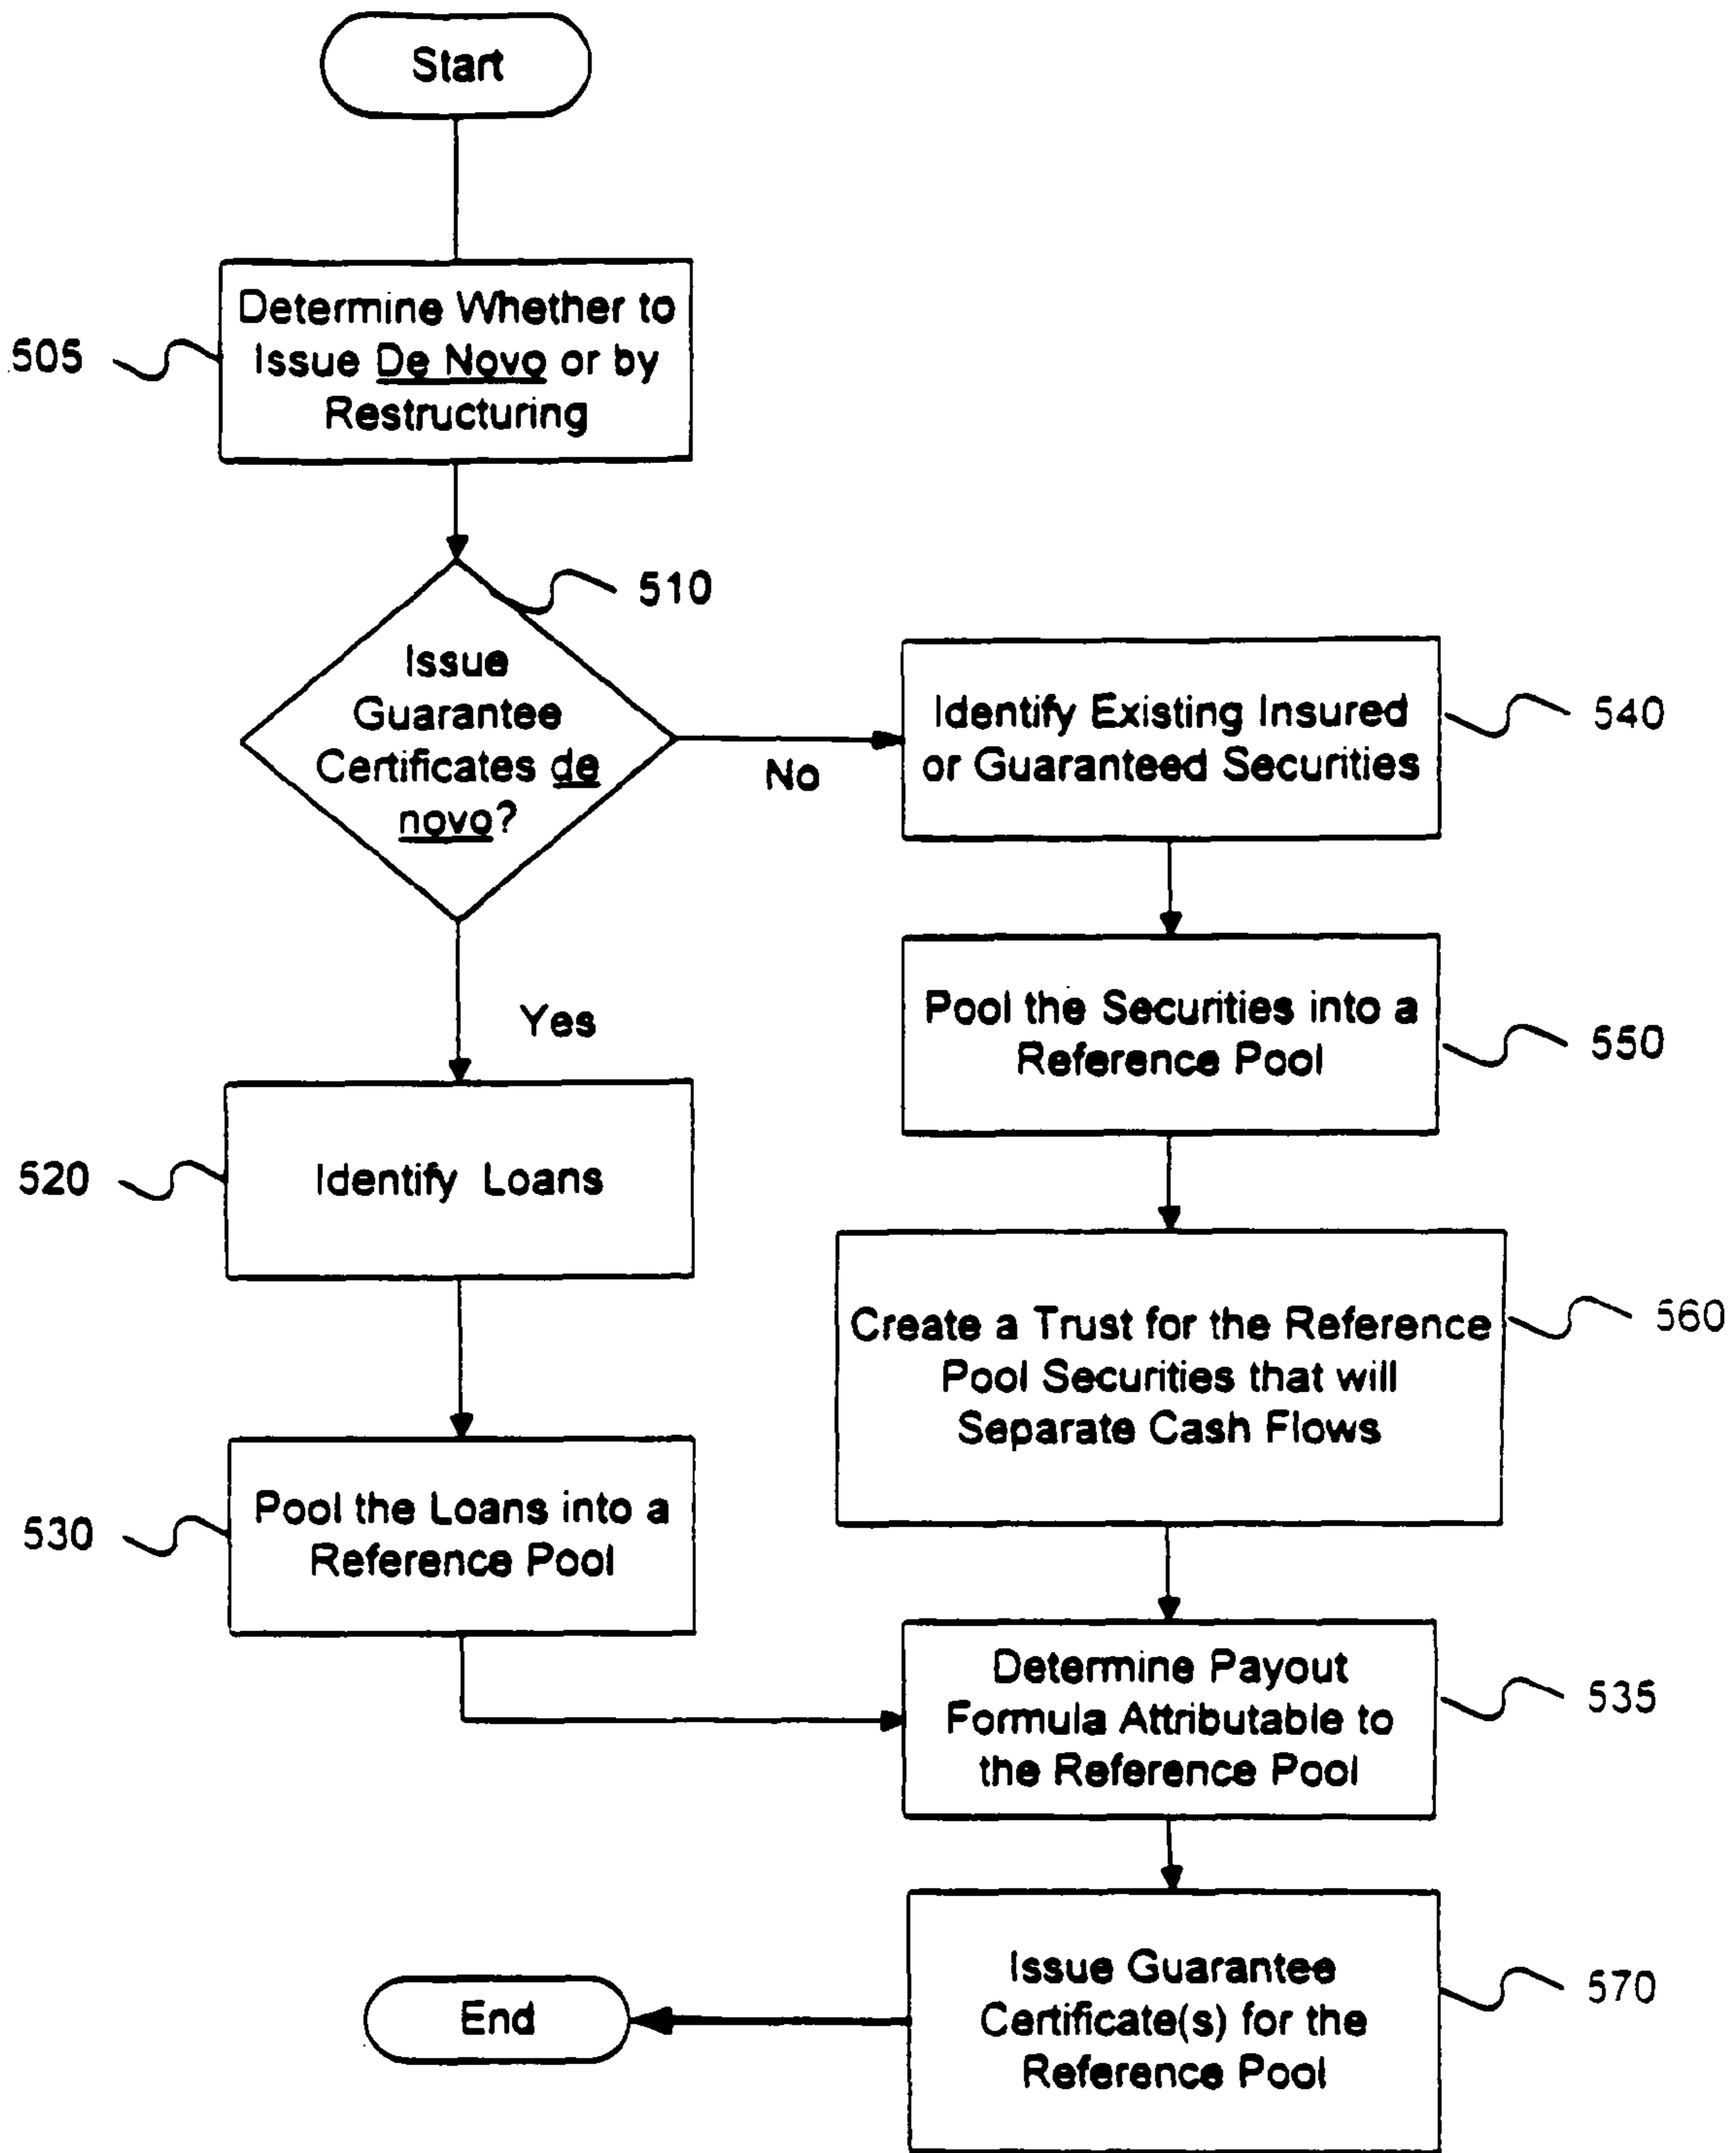 Start
505
Determine Whether to
Issue De Novo or by
Restructuring
510
Issue
Guarantee
Certificates de
novo?
No
Yes
540
Identify Existing Insured
or Guaranteed Securities
550
Pool the Securities into a
Reference Pool
520
Identify Loans
560
Create a Trust for the Reference
Pool Securities that will
Separate Cash Flows
530
Pool the Loans into a
Reference Pool
535
Determine Payout
Formula Attributable to
the Reference Pool
570
Issue Guarantee
Certificate(s) for the
Reference Pool
End